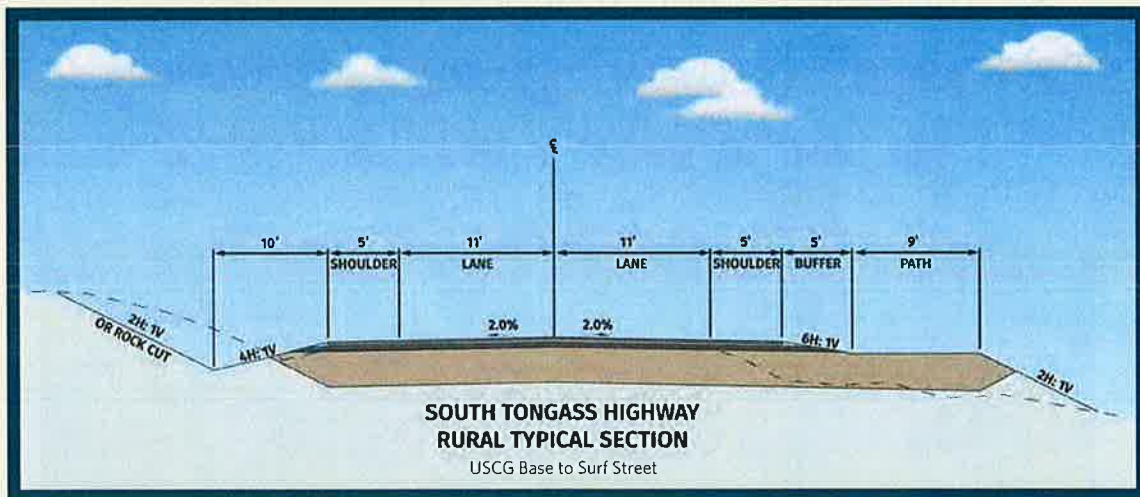 ℄
10' 5' 11' 11' 5' 5' 9'
SHOULDER LANE LANE SHOULDER BUFFER PATH
2H: 1V
OR ROCK CUT
4H: 1V
2.0% 2.0%
6H: 1V
2H: 1V
SOUTH TONGASS HIGHWAY
RURAL TYPICAL SECTION
USCG Base to Surf Street